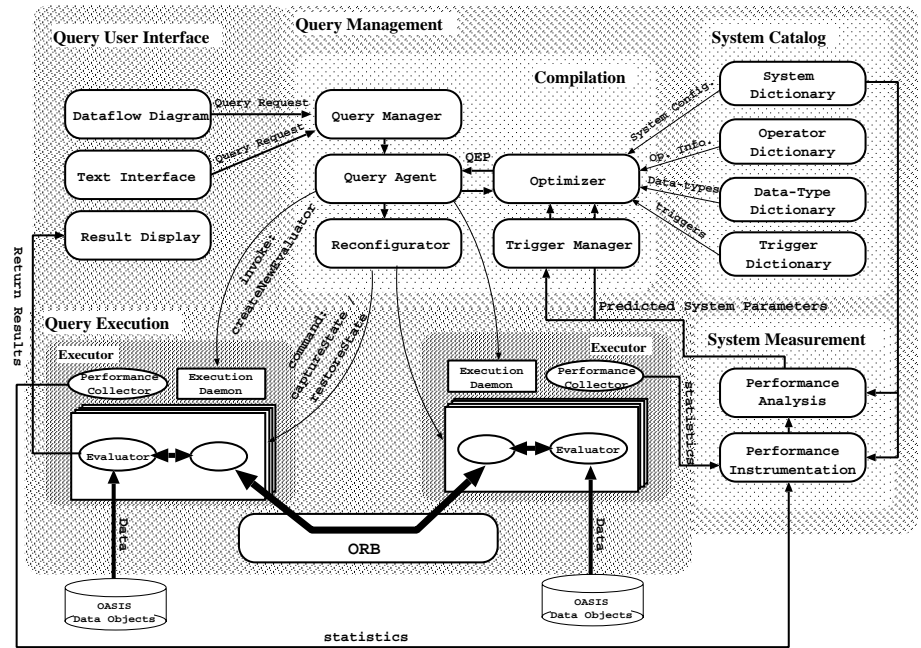 Query User Interface
Query Management
System Catalog
Compilation
Dataflow Diagram
Query Request
Query Manager
System Config.
System
Dictionary
Text Interface
Query Request
Query Agent
QEP
Optimizer
OP. Info.
Operator
Dictionary
Data-types
Data-Type
Dictionary
Result Display
Reconfigurator
Trigger Manager
triggers
Trigger
Dictionary
Return Results
invoke:
createNewEvaluator
command:
captureState /
restoreState
Predicted System Parameters
Query Execution
Executor
Performance
Collector
Execution
Daemon
Execution
Daemon
Executor
Performance
Collector
statistics
System Measurement
Performance
Analysis
Performance
Instrumentation
Evaluator
Evaluator
Data
Data
ORB
OASIS
Data Objects
OASIS
Data Objects
statistics